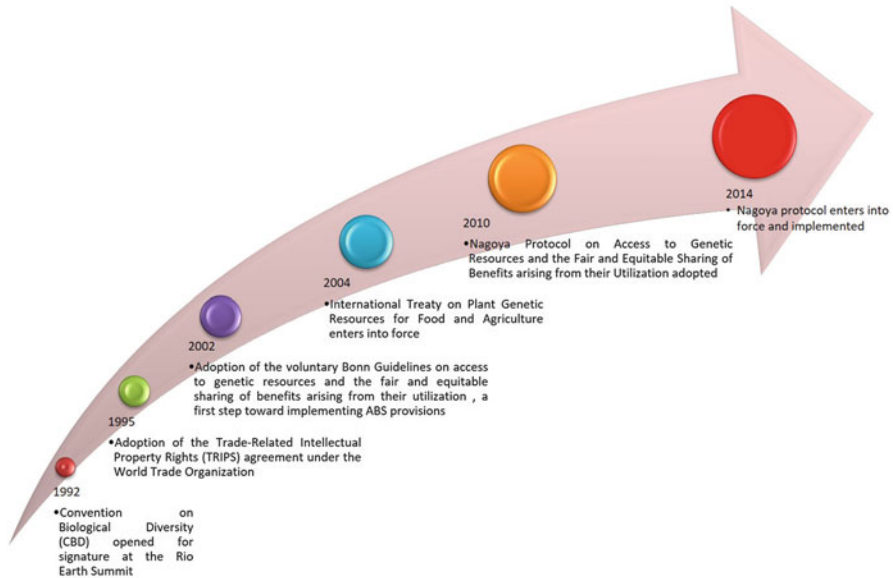 1992
•Convention on
Biological Diversity
(CBD) opened for
signature at the Rio
Earth Summit
1995
•Adoption of the Trade-Related Intellectual
Property Rights (TRIPS) agreement under the
World Trade Organization
2002
•Adoption of the voluntary Bonn Guidelines on access
to genetic resources and the fair and equitable
sharing of benefits arising from their utilization , a
first step toward implementing ABS provisions
2004
•International Treaty on Plant Genetic
Resources for Food and Agriculture
enters into force
2010
•Nagoya Protocol on Access to Genetic
Resources and the Fair and Equitable Sharing of
Benefits arising from their Utilization adopted
2014
• Nagoya protocol enters into
force and implemented